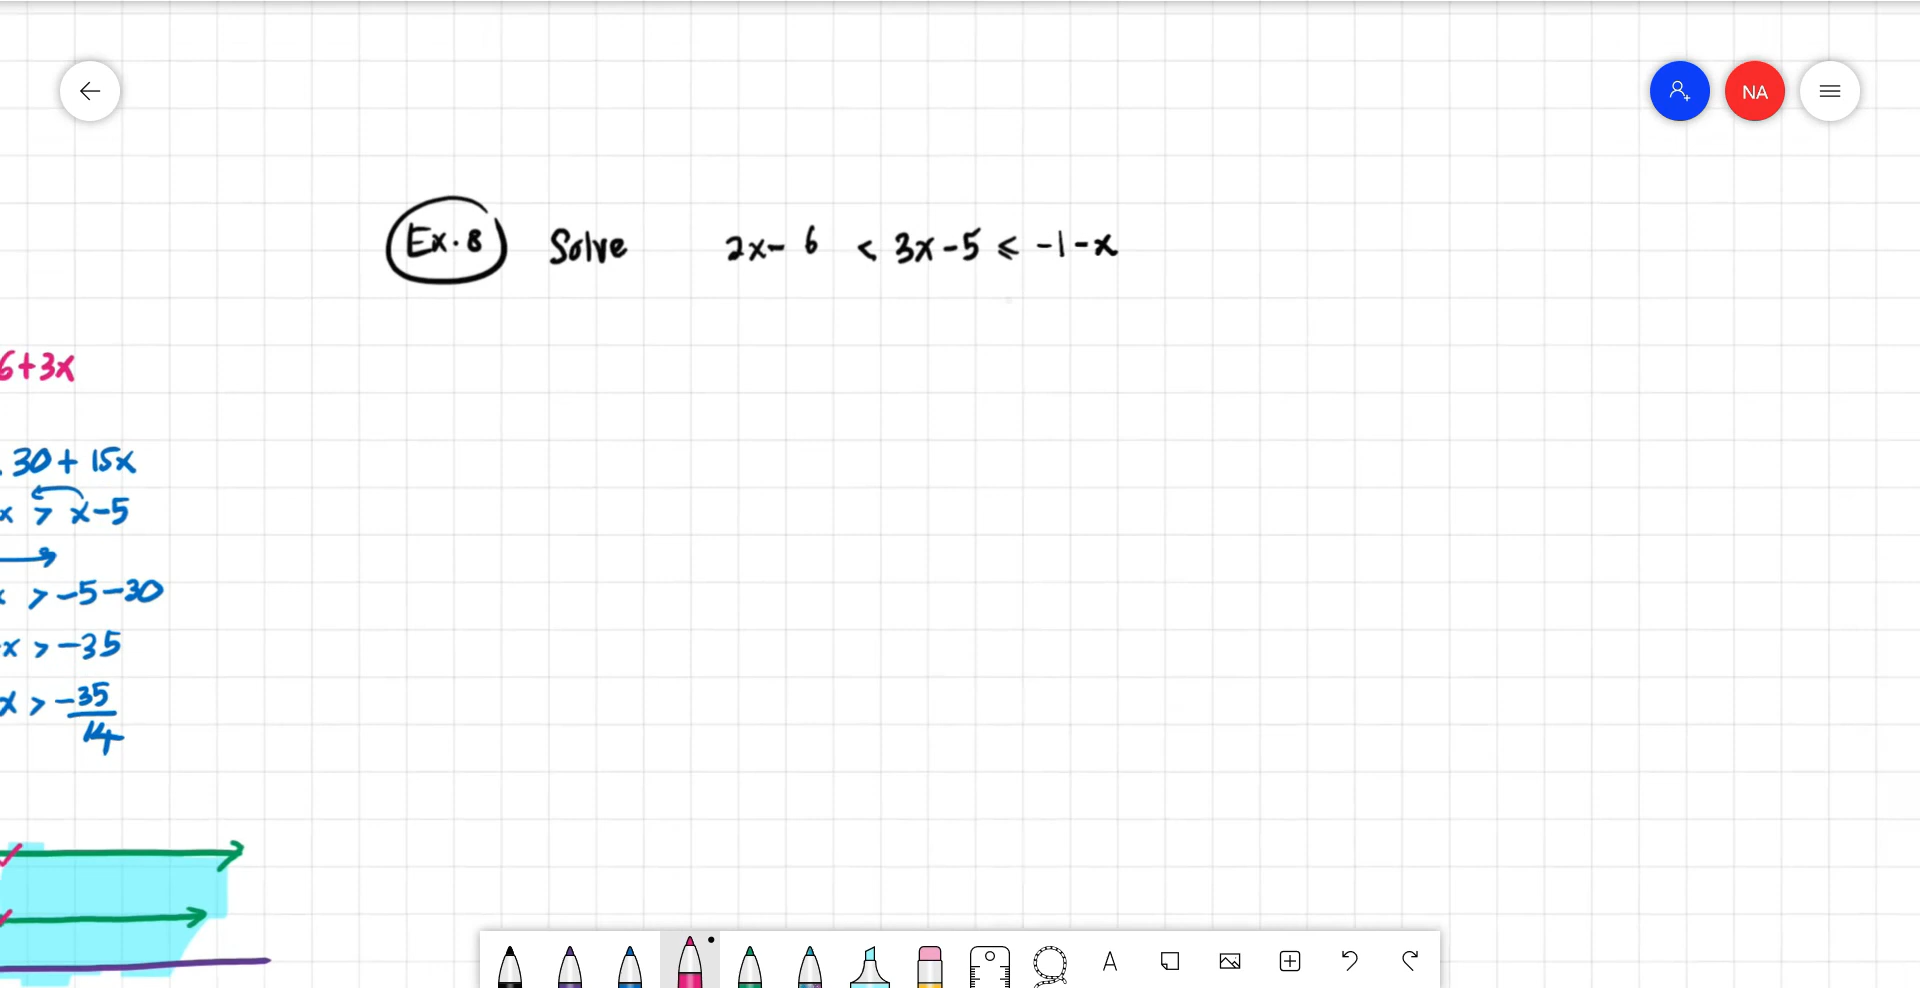 NA
Ex. 8 Solve 2x - 6 < 3x - 5 ≤ -1 - x
6 + 3x
30 + 15x
x > x - 5
x > -5 - 30
x > -35
x > -35/14
A